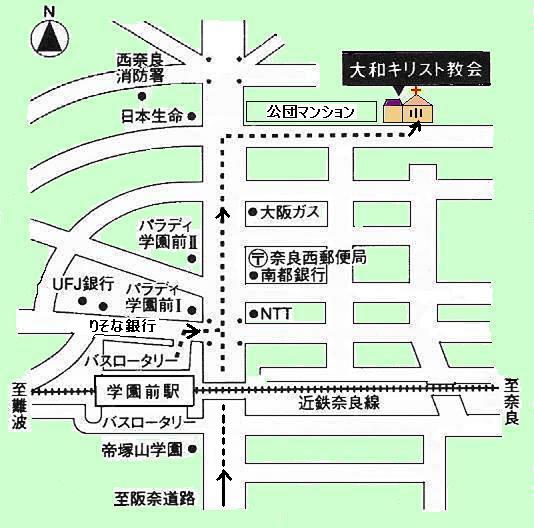 N
西奈良
消防署
大和キリスト教会
日本生命
公団マンション
パラディ
学園前Ⅱ
大阪ガス
〒奈良西郵便局
南都銀行
UFJ銀行
パラディ
学園前Ⅰ
NTT
りそな銀行
バスロータリー
至難波
学園前駅
近鉄奈良線
至奈良
バスロータリー
帝塚山学園
至阪奈道路